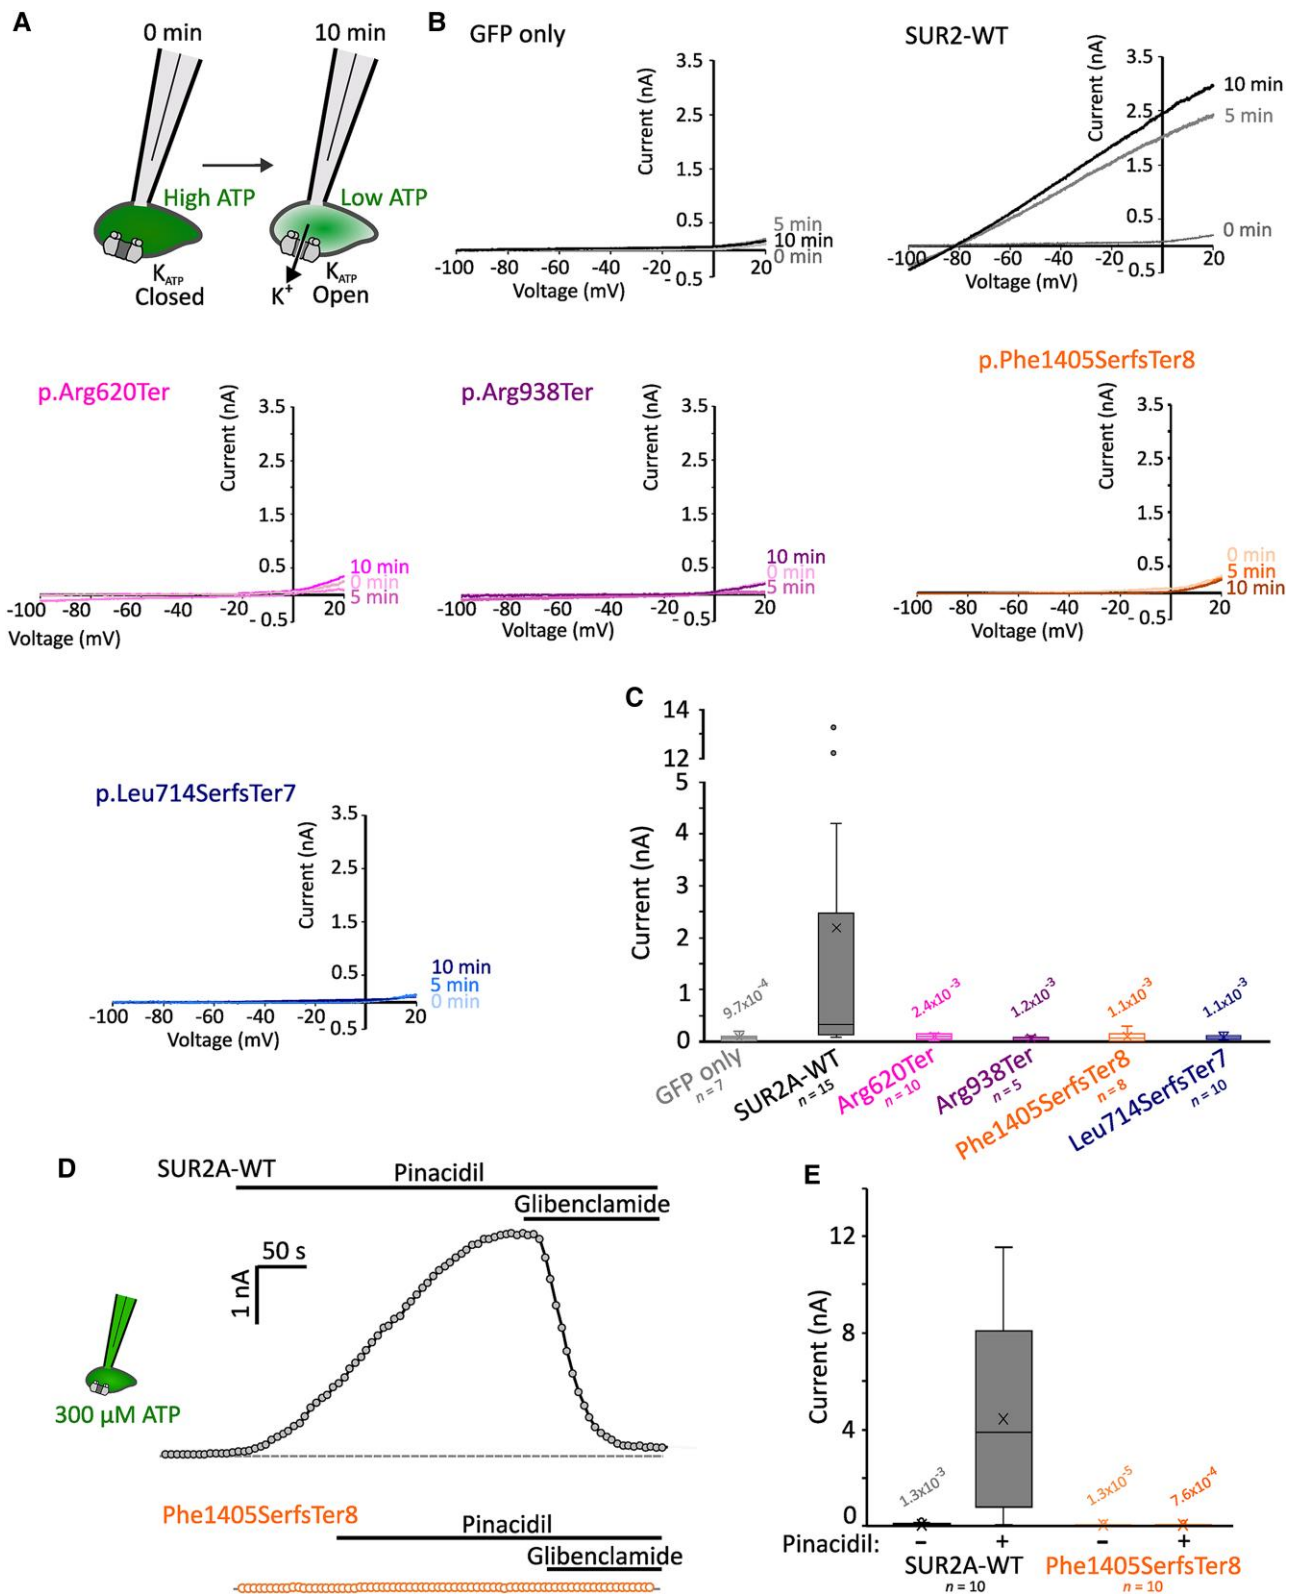 A
0 min
10 min
High ATP
Low ATP
KATP
Closed
K+
KATP
Open
B
GFP only
Current (nA)
3.5
2.5
1.5
0.5
- 0.5
-100 -80 -60 -40 -20 20
Voltage (mV)
5 min
10 min
0 min
SUR2-WT
Current (nA)
3.5
2.5
1.5
0.5
- 0.5
-100 -80 -60 -40 -20 20
Voltage (mV)
10 min
5 min
0 min
p.Arg620Ter
Current (nA)
3.5
2.5
1.5
0.5
- 0.5
-100 -80 -60 -40 -20 20
Voltage (mV)
10 min
0 min
5 min
p.Arg938Ter
Current (nA)
3.5
2.5
1.5
0.5
- 0.5
-100 -80 -60 -40 -20 20
Voltage (mV)
10 min
0 min
5 min
p.Phe1405SerfsTer8
Current (nA)
3.5
2.5
1.5
0.5
- 0.5
-100 -80 -60 -40 -20 20
Voltage (mV)
0 min
5 min
10 min
p.Leu714SerfsTer7
Current (nA)
3.5
2.5
1.5
0.5
- 0.5
-100 -80 -60 -40 -20 20
Voltage (mV)
10 min
5 min
0 min
C
Current (nA)
14
12
5
4
3
2
1
0
9.7x10-4
2.4x10-3
1.2x10-3
1.1x10-3
1.1x10-3
GFP only
n = 7
SUR2A-WT
n = 15
Arg620Ter
n = 10
Arg938Ter
n = 5
Phe1405SerfsTer8
n = 8
Leu714SerfsTer7
n = 10
D
SUR2A-WT
Pinacidil
Glibenclamide
50 s
1 nA
300 µM ATP
Phe1405SerfsTer8
Pinacidil
Glibenclamide
E
Current (nA)
12
8
4
0
1.3x10-3
1.3x10-5
7.6x10-4
Pinacidil: – + – +
SUR2A-WT
n = 10
Phe1405SerfsTer8
n = 10